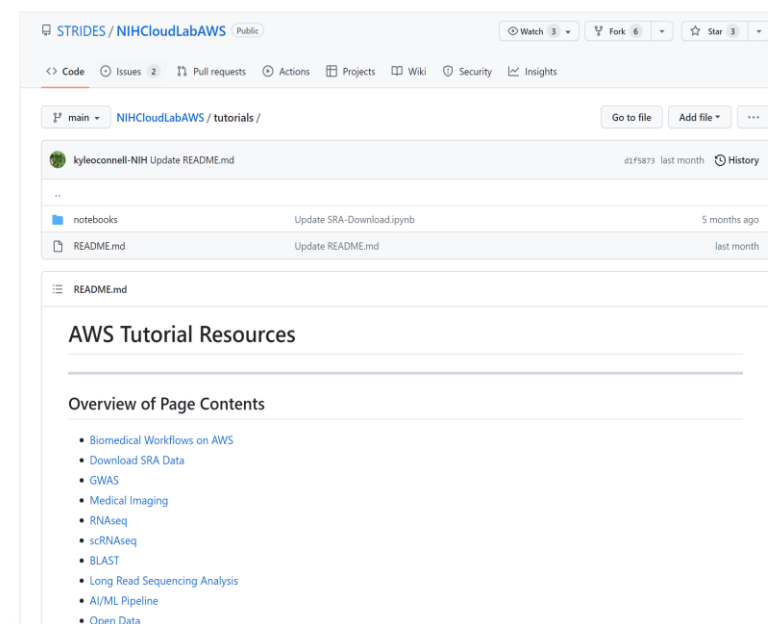 STRIDES / NIHCloudLabAWS Public Watch 3 Fork 6 Star 3
Code Issues 2 Pull requests Actions Projects Wiki Security Insights
main NIHCloudLabAWS / tutorials / Go to file Add file ...
kyleoconnell-NIH Update README.md d1f5873 last month History
..
notebooks Update SRA-Download.ipynb 5 months ago
README.md Update README.md last month
README.md
AWS Tutorial Resources
Overview of Page Contents
• Biomedical Workflows on AWS
• Download SRA Data
• GWAS
• Medical Imaging
• RNAseq
• scRNAseq
• BLAST
• Long Read Sequencing Analysis
• AI/ML Pipeline
• Open Data